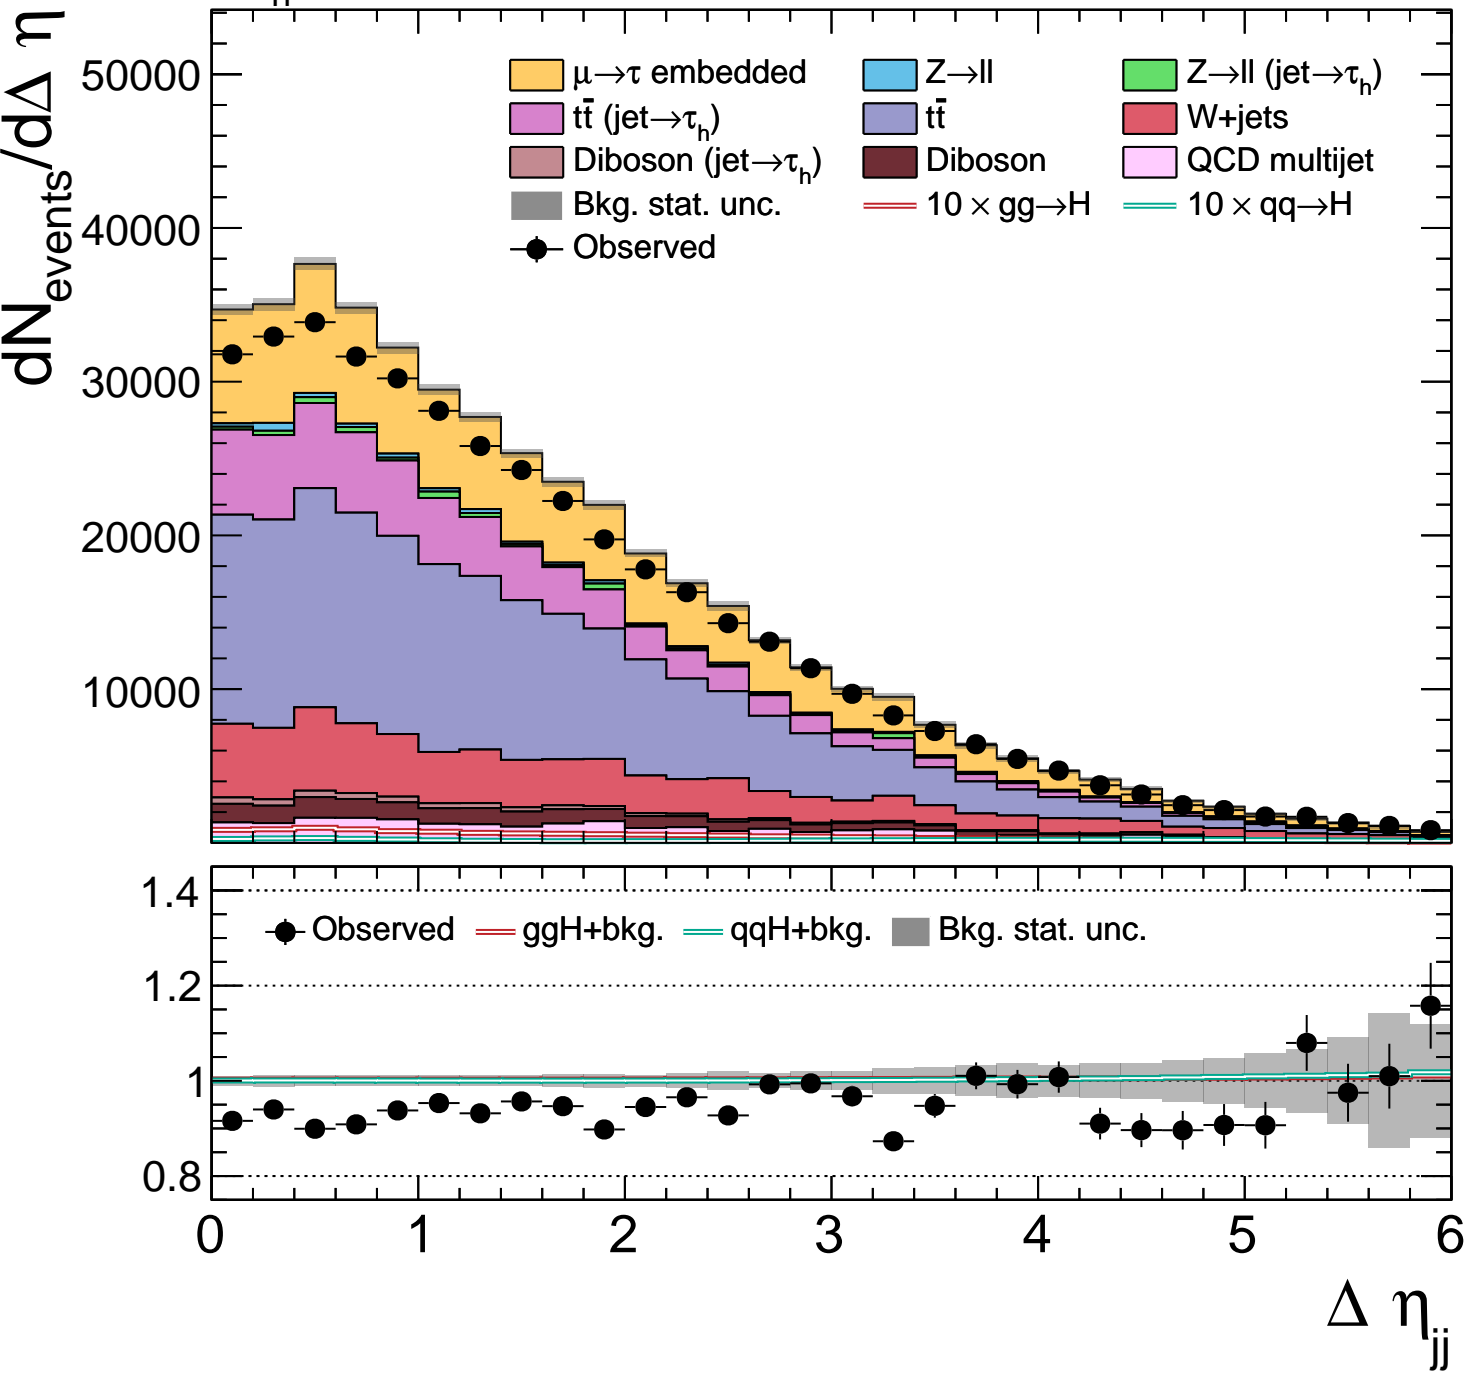 dN_events/dΔ η_jj
50000
40000
30000
20000
10000
μ→τ embedded
Z→ll
Z→ll (jet→τ_h)
tt̄ (jet→τ_h)
tt̄
W+jets
Diboson (jet→τ_h)
Diboson
QCD multijet
Bkg. stat. unc.
10 × gg→H
10 × qq→H
Observed
1.4
1.2
1
0.8
Observed
ggH+bkg.
qqH+bkg.
Bkg. stat. unc.
0 1 2 3 4 5 6
Δ η_jj